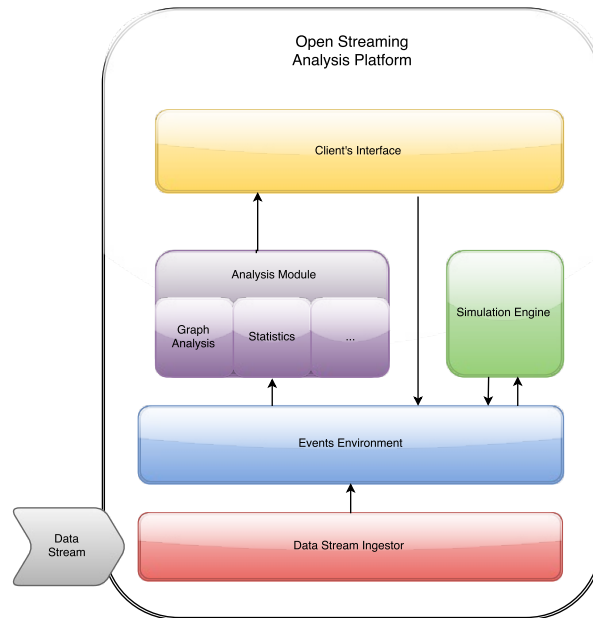 Open Streaming
Analysis Platform
Client's Interface
Analysis Module
Graph
Analysis
Statistics
...
Simulation Engine
Events Environment
Data
Stream
Data Stream Ingestor